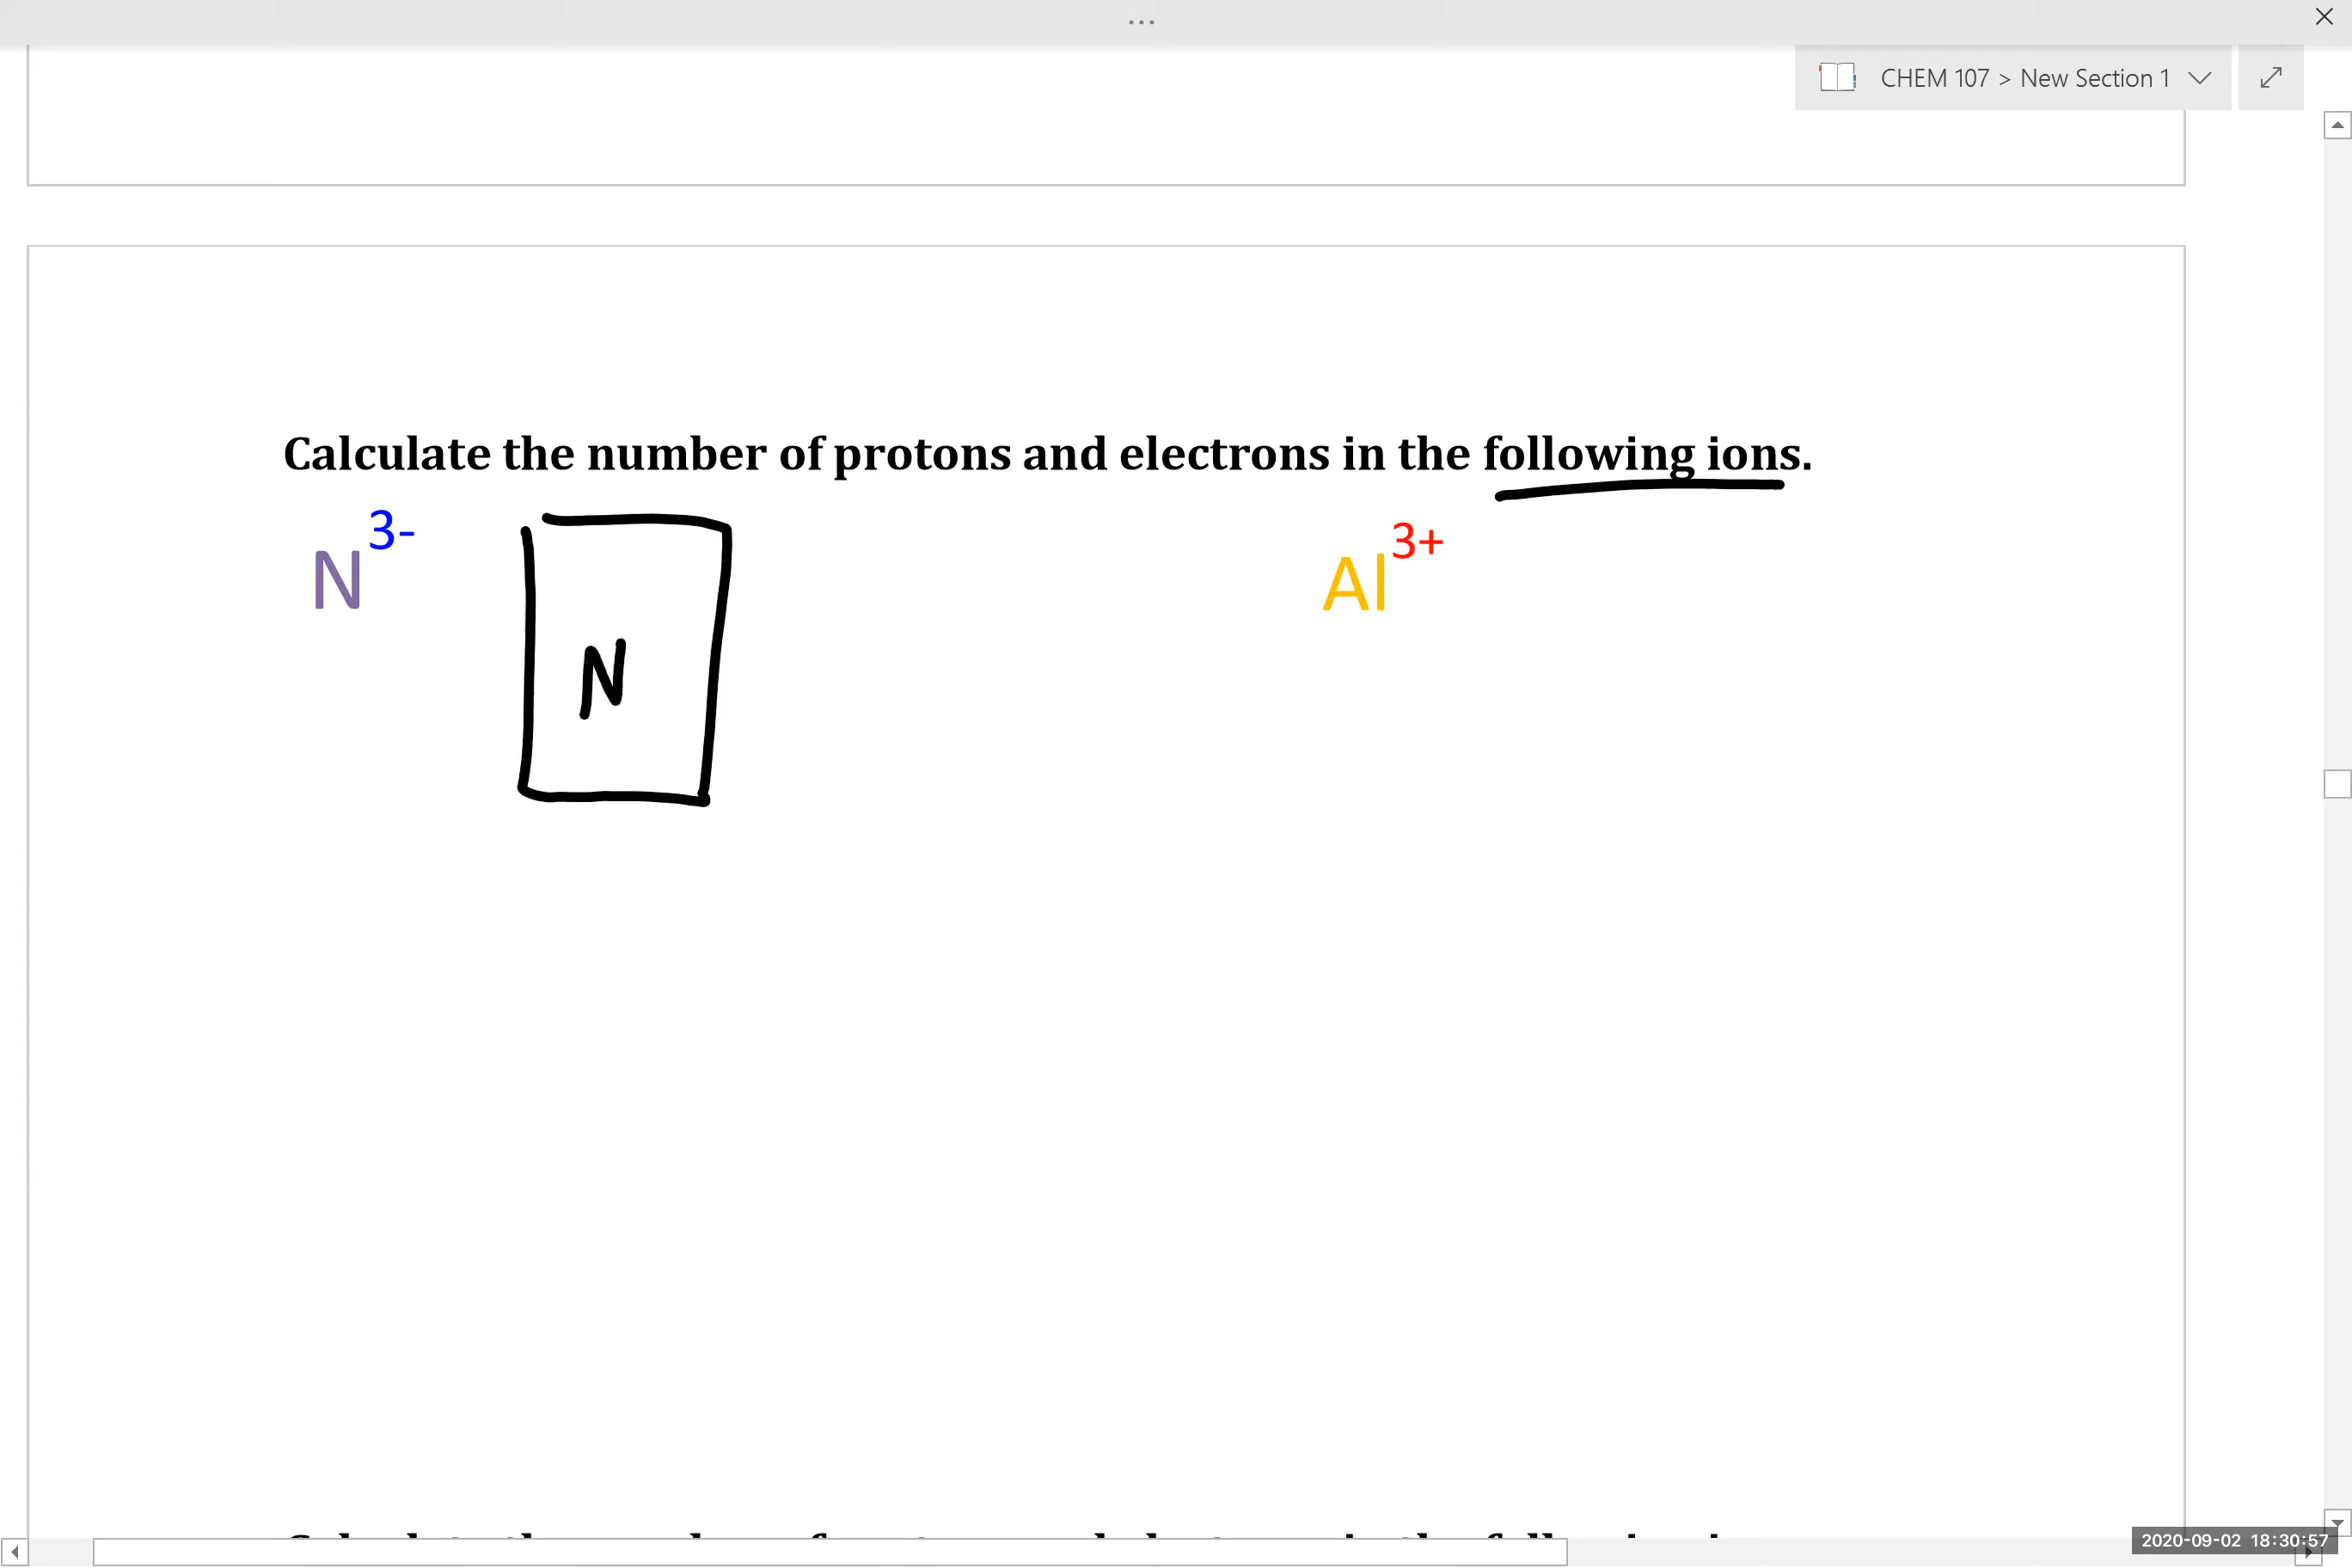 CHEM 107 > New Section 1
Calculate the number of protons and electrons in the following ions.
N3-
N
Al3+
2020-09-02 18:30:57